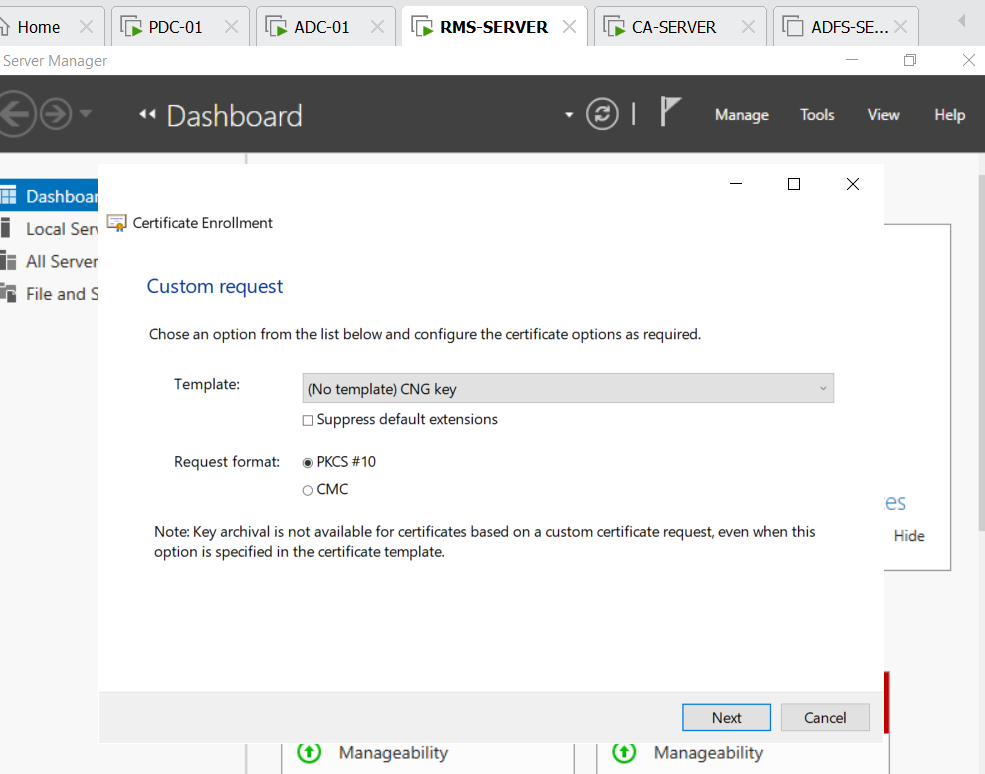 Home
PDC-01
ADC-01
RMS-SERVER
CA-SERVER
ADFS-SE...
Server Manager
Dashboard
Manage
Tools
View
Help
Dashboar
Local Serv
All Server
File and S
Certificate Enrollment
Custom request
Chose an option from the list below and configure the certificate options as required.
Template:
(No template) CNG key
Suppress default extensions
Request format:
PKCS #10
CMC
Note: Key archival is not available for certificates based on a custom certificate request, even when this
option is specified in the certificate template.
es
Hide
Next
Cancel
Manageability
Manageability